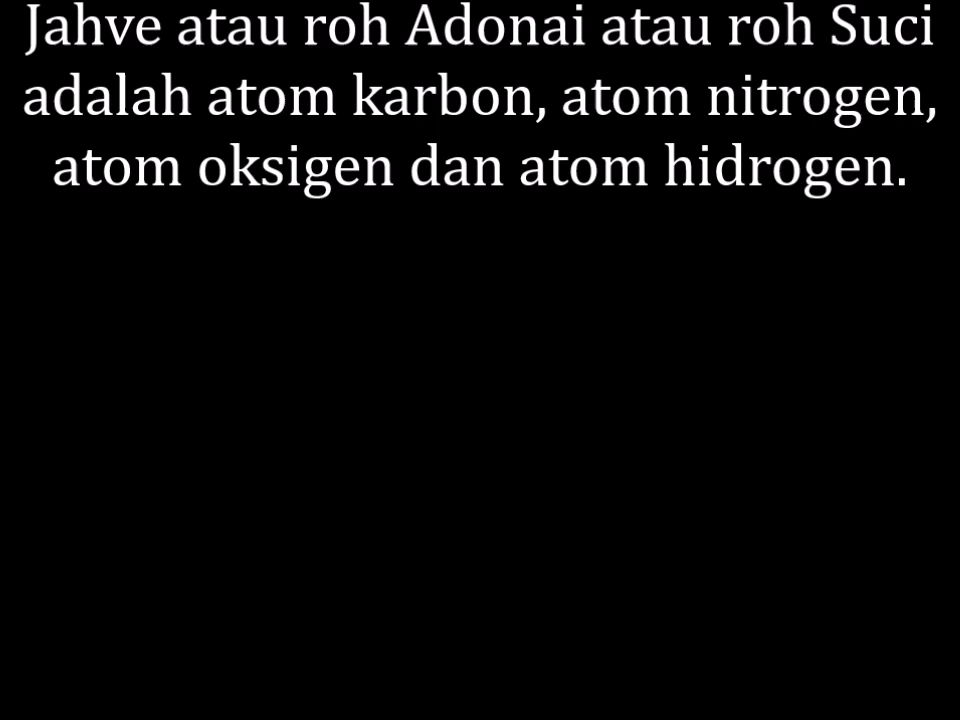 Jahve atau roh Adonai atau roh Suci
adalah atom karbon, atom nitrogen,
atom oksigen dan atom hidrogen.